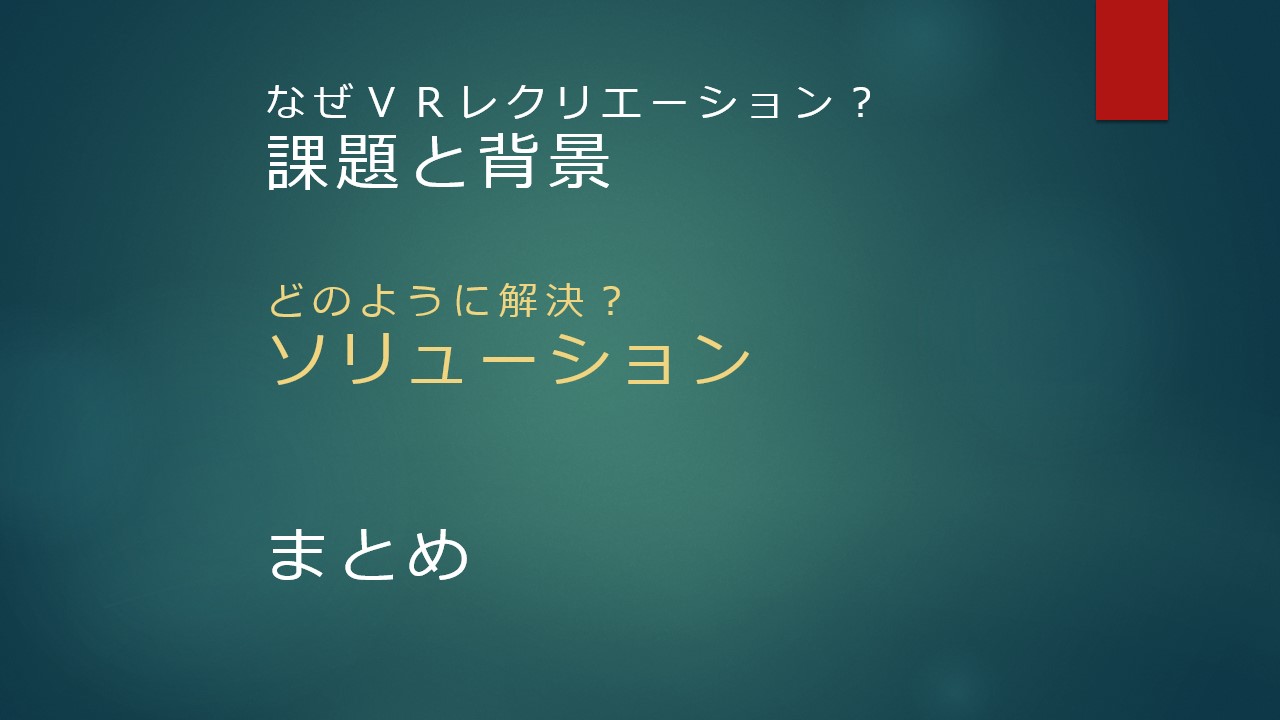 なぜＶＲレクリエーション？
課題と背景
どのように解決？
ソリューション
まとめ